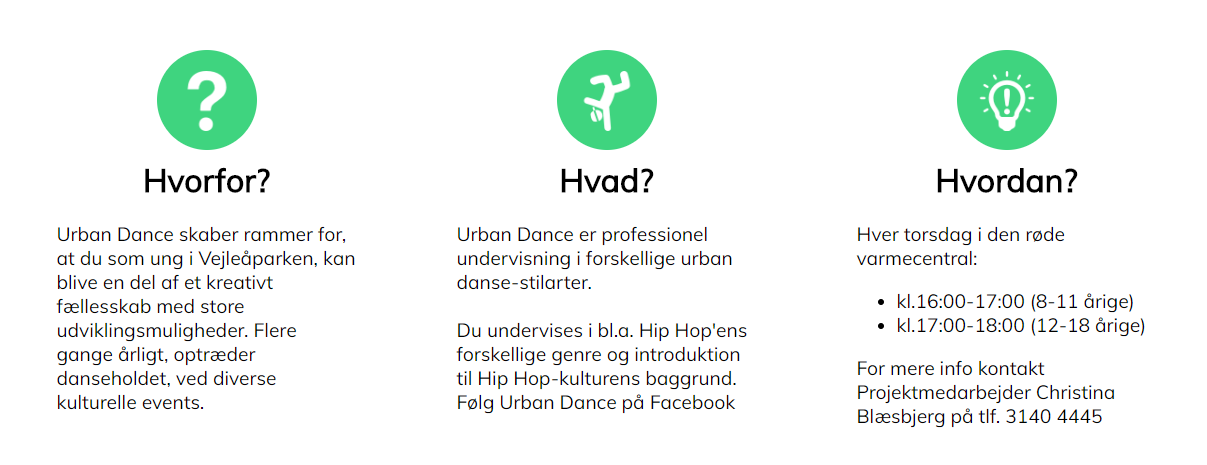 Hvorfor?
Urban Dance skaber rammer for,
at du som ung i Vejleåparken, kan
blive en del af et kreativt
fællesskab med store
udviklingsmuligheder. Flere
gange årligt, optræder
danseholdet, ved diverse
kulturelle events.
Hvad?
Urban Dance er professionel
undervisning i forskellige urban
danse-stilarter.
Du undervises i bl.a. Hip Hop'ens
forskellige genre og introduktion
til Hip Hop-kulturens baggrund.
Følg Urban Dance på Facebook
Hvordan?
Hver torsdag i den røde
varmecentral:
• kl.16:00-17:00 (8-11 årige)
• kl.17:00-18:00 (12-18 årige)
For mere info kontakt
Projektmedarbejder Christina
Blæsbjerg på tlf. 3140 4445